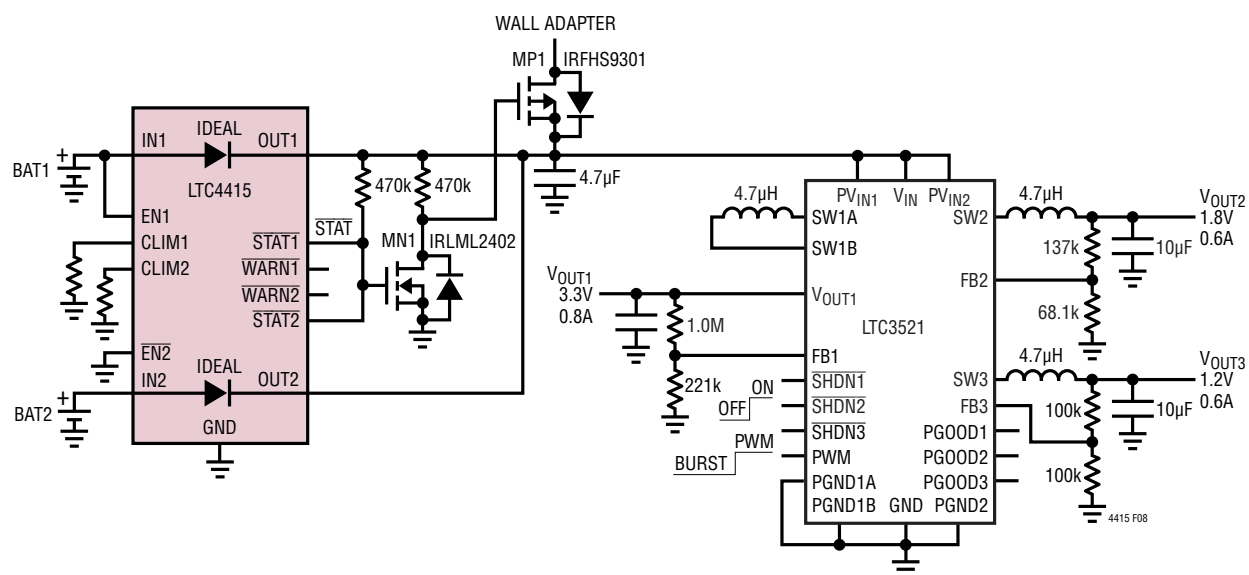 WALL ADAPTER
MP1
IRFHS9301
IDEAL
IN1
OUT1
BAT1
+
LTC4415
470k
470k
4.7µF
EN1
CLIM1
CLIM2
STAT
STAT1
WARN1
WARN2
STAT2
MN1
IRLML2402
EN2
IDEAL
IN2
OUT2
BAT2
+
GND
4.7µH
PVIN1
VIN
PVIN2
SW1A
SW1B
SW2
4.7µH
VOUT2
1.8V
0.6A
137k
10µF
FB2
68.1k
VOUT1
3.3V
0.8A
VOUT1
LTC3521
1.0M
FB1
221k
4.7µH
SW3
VOUT3
1.2V
0.6A
FB3
100k
10µF
100k
ON
OFF
SHDN1
SHDN2
SHDN3
PWM
BURST
PWM
PGOOD1
PGOOD2
PGOOD3
PGND1A
PGND1B
GND
PGND2
4415 F08